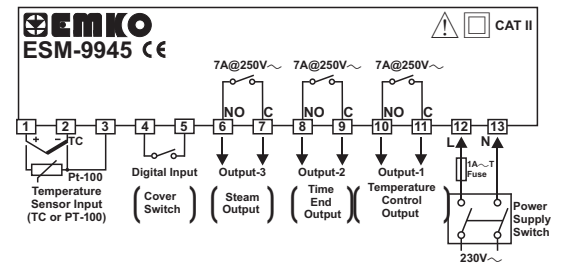 EMKO
CAT II
ESM-9945 CE
7A@250V~ 7A@250V~ 7A@250V~
NO C NO C NO C
1 2 3 4 5 6 7 8 9 10 11 12 13
+ - TC
L N
Pt-100
1A~T
Fuse
Temperature
Sensor Input
(TC or PT-100)
Digital Input
(Cover
Switch)
Output-3
(Steam
Output)
Output-2
(Time
End
Output)
Output-1
(Temperature
Control
Output)
Power
Supply
Switch
230V~